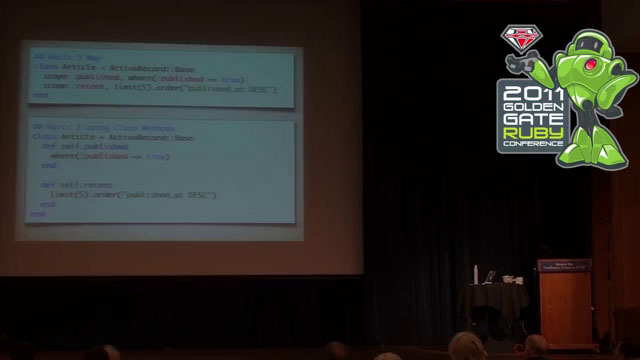 ## Rails 3 Way
class Article < ActiveRecord::Base
scope :published, where(:published => true)
scope :recent, limit(5).order("published_at DESC")
end
## Rails 3 using Class Methods
class Article < ActiveRecord::Base
def self.published
where(:published => true)
end
def self.recent
limit(5).order("published_at DESC")
end
end
2011
GOLDEN
GATE
RUBY
CONFERENCE